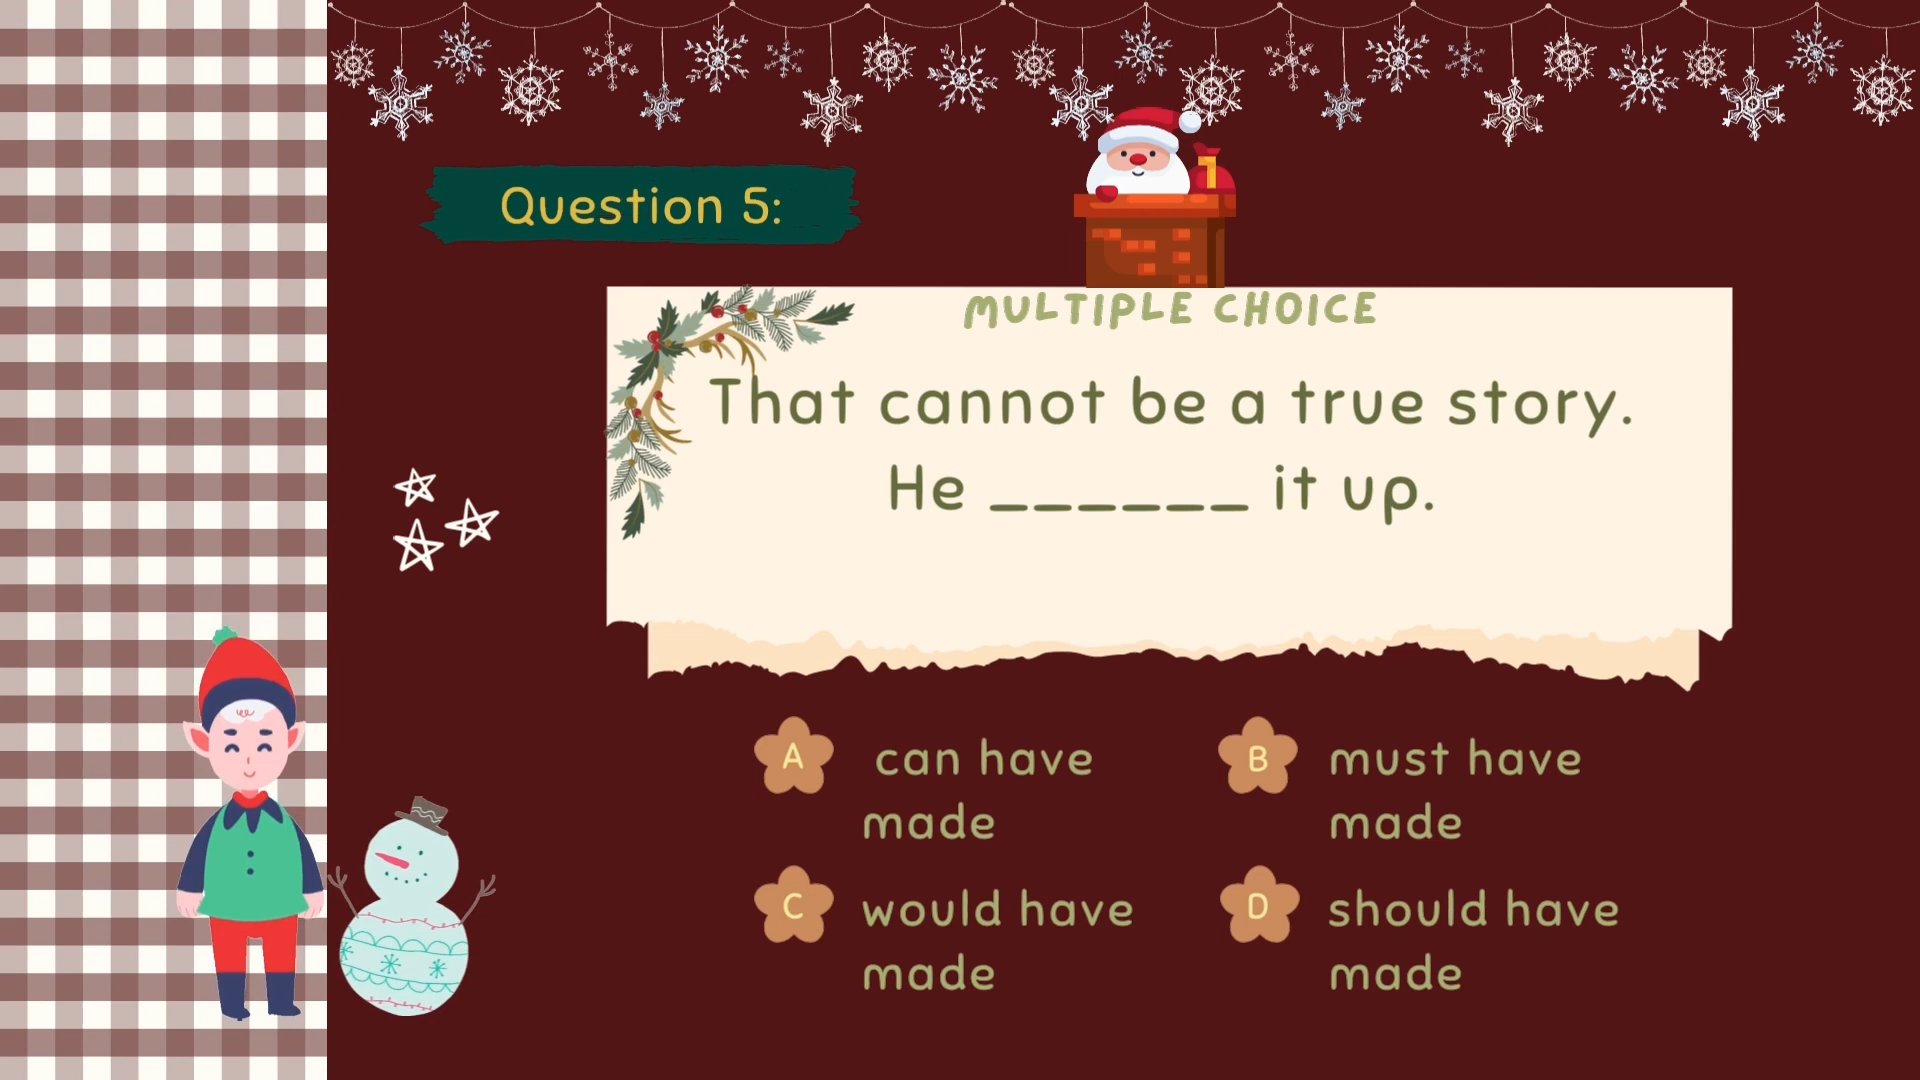 Question 5:
MULTIPLE CHOICE
That cannot be a true story.
He ______ it up.
A can have
made
B must have
made
C would have
made
D should have
made